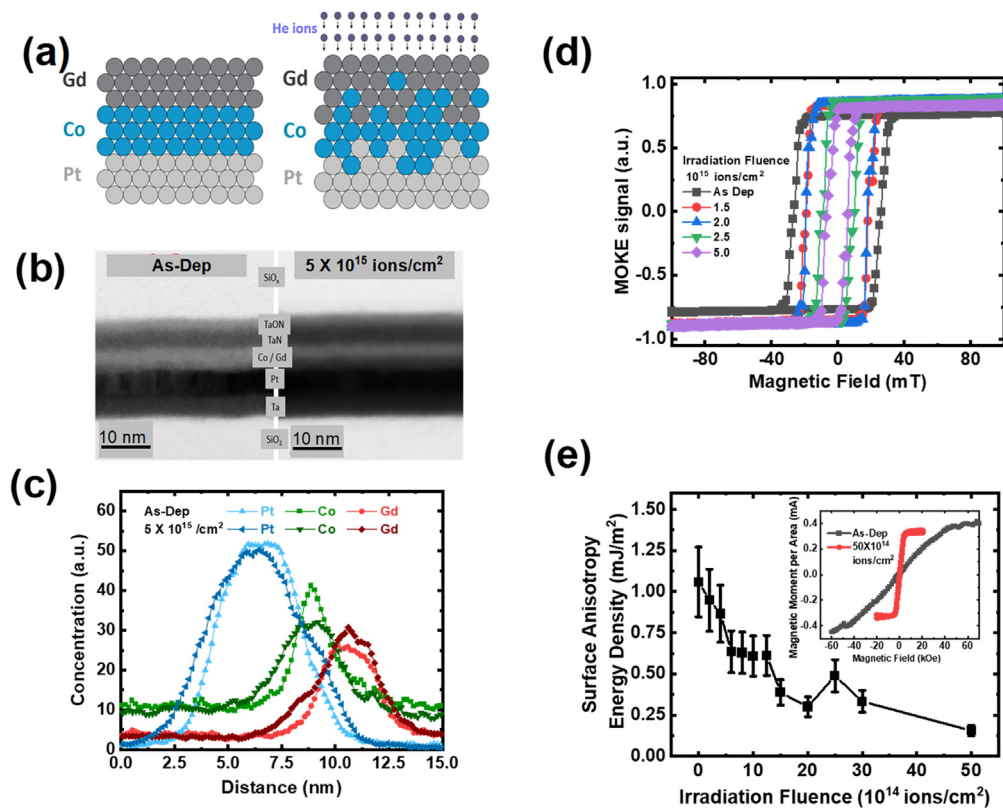 (a)
He ions
Gd
Co
Pt
Gd
Co
Pt
(b)
As-Dep
5 X 10¹⁵ ions/cm²
SiOₓ
TaON
TaN
Co / Gd
Pt
Ta
SiO₂
10 nm
10 nm
(c)
As-Dep Pt Co Gd
5 X 10¹⁵ /cm² Pt Co Gd
Concentration (a.u.)
60
50
40
30
20
10
0
0.0 2.5 5.0 7.5 10.0 12.5 15.0
Distance (nm)
(d)
MOKE signal (a.u.)
1.0
0.5
0.0
-0.5
-1.0
Irradiation Fluence
10¹⁵ ions/cm²
As Dep
1.5
2.0
2.5
5.0
-80 -40 0 40 80
Magnetic Field (mT)
(e)
Surface Anisotropy
Energy Density (mJ/m²)
1.50
1.25
1.00
0.75
0.50
0.25
0.00
0 10 20 30 40 50
Irradiation Fluence (10¹⁴ ions/cm²)
Magnetic Moment per Area (mA)
0.4
0.2
0.0
-0.2
-0.4
As-Dep
50X10¹⁴
ions/cm²
-60 -40 -20 0 20 40 60
Magnetic Field (kOe)